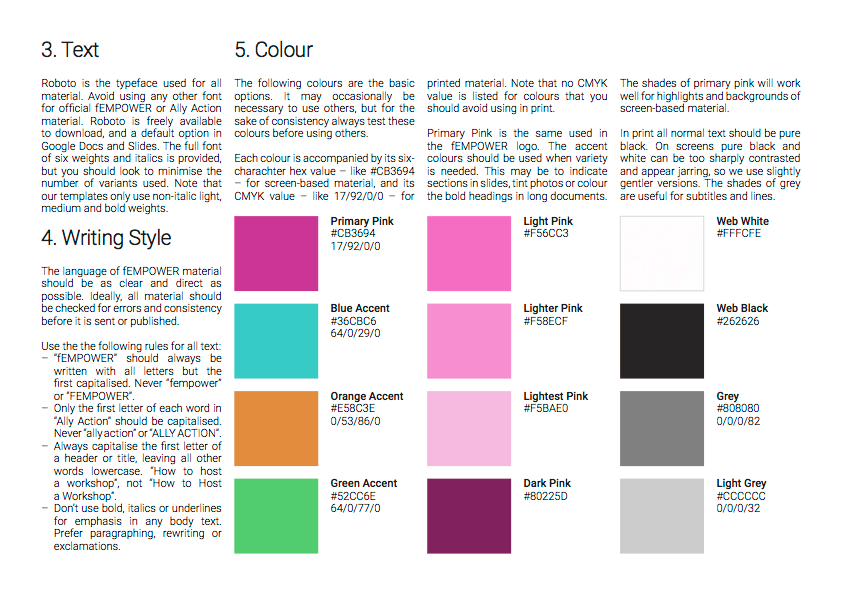 3. Text
Roboto is the typeface used for all
material. Avoid using any other font
for official fEMPOWER or Ally Action
material. Roboto is freely available
to download, and a default option in
Google Docs and Slides. The full font
of six weights and italics is provided,
but you should look to minimise the
number of variants used. Note that
our templates only use non-italic light,
medium and bold weights.
4. Writing Style
The language of fEMPOWER material
should be as clear and direct as
possible. Ideally, all material should
be checked for errors and consistency
before it is sent or published.
Use the the following rules for all text:
– “fEMPOWER” should always be
written with all letters but the
first capitalised. Never “fempower”
or “FEMPOWER”.
– Only the first letter of each word in
“Ally Action” should be capitalised.
Never “ally action” or “ALLY ACTION”.
– Always capitalise the first letter of
a header or title, leaving all other
words lowercase. “How to host
a workshop”, not “How to Host
a Workshop”.
– Don’t use bold, italics or underlines
for emphasis in any body text.
Prefer paragraphing, rewriting or
exclamations.
5. Colour
The following colours are the basic
options. It may occasionally be
necessary to use others, but for the
sake of consistency always test these
colours before using others.
Each colour is accompanied by its six-
charachter hex value – like #CB3694
– for screen-based material, and its
CMYK value – like 17/92/0/0 – for
printed material. Note that no CMYK
value is listed for colours that you
should avoid using in print.
Primary Pink is the same used in
the fEMPOWER logo. The accent
colours should be used when variety
is needed. This may be to indicate
sections in slides, tint photos or colour
the bold headings in long documents.
The shades of primary pink will work
well for highlights and backgrounds of
screen-based material.
In print all normal text should be pure
black. On screens pure black and
white can be too sharply contrasted
and appear jarring, so we use slightly
gentler versions. The shades of grey
are useful for subtitles and lines.
Primary Pink
#CB3694
17/92/0/0
Blue Accent
#36CBC6
64/0/29/0
Orange Accent
#E58C3E
0/53/86/0
Green Accent
#52CC6E
64/0/77/0
Light Pink
#F56CC3
Lighter Pink
#F58ECF
Lightest Pink
#F5BAE0
Dark Pink
#80225D
Web White
#FFFCFE
Web Black
#262626
Grey
#808080
0/0/0/82
Light Grey
#CCCCCC
0/0/0/32